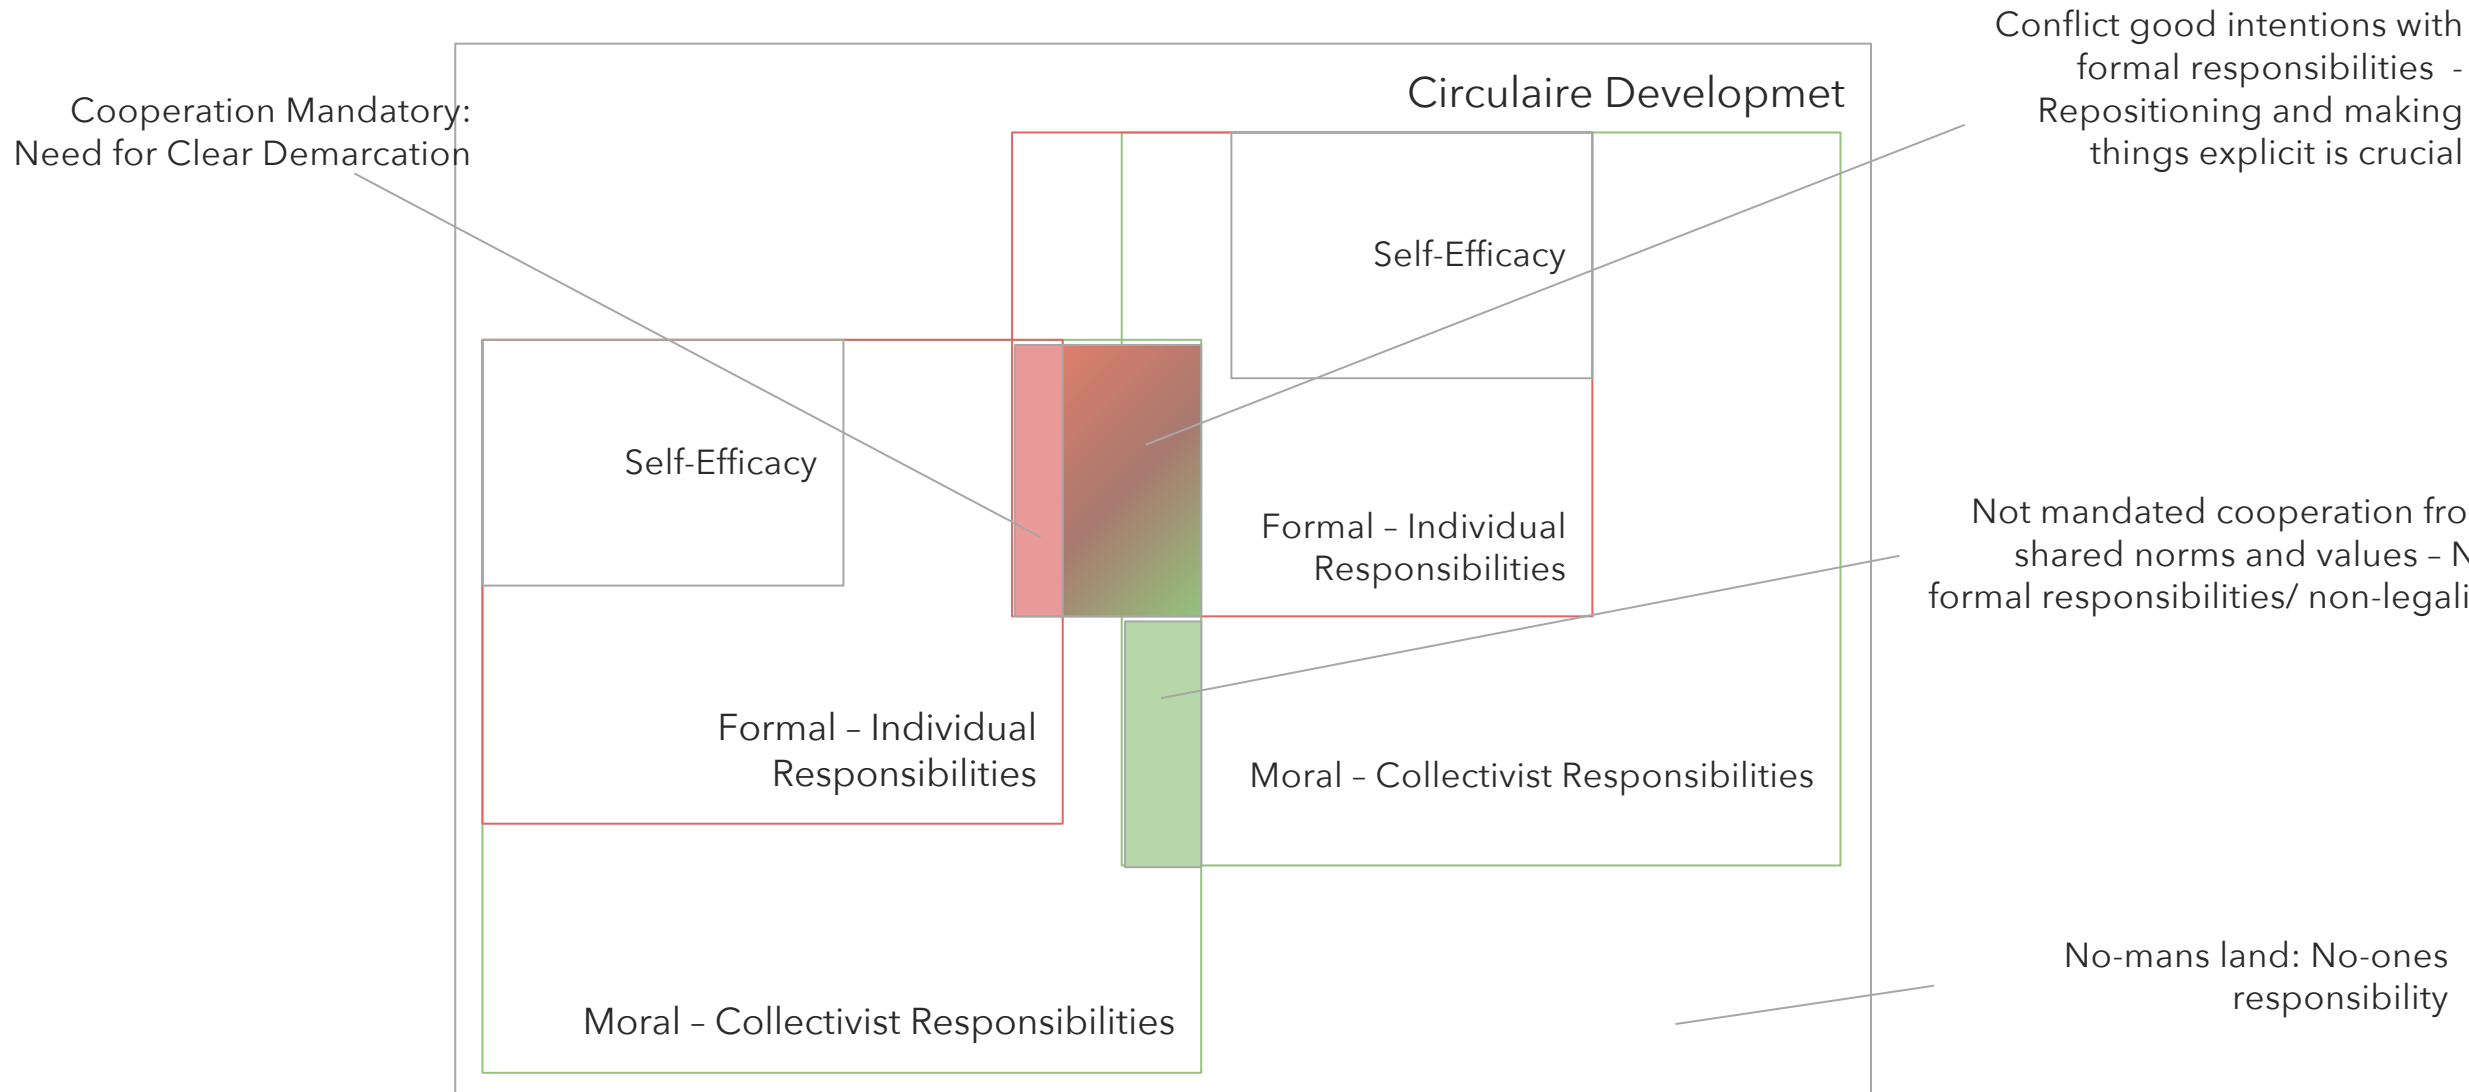 Conflict good intentions with
formal responsibilities -
Repositioning and making
things explicit is crucial
Circulaire Developmet
Cooperation Mandatory:
Need for Clear Demarcation
Self-Efficacy
Self-Efficacy
Formal – Individual
Responsibilities
Not mandated cooperation
shared norms and values –
formal responsibilities/
Formal – Individual
Responsibilities
Moral – Collectivist Responsibilities
No-mans land: No-ones
responsibility
Moral – Collectivist Responsibilities